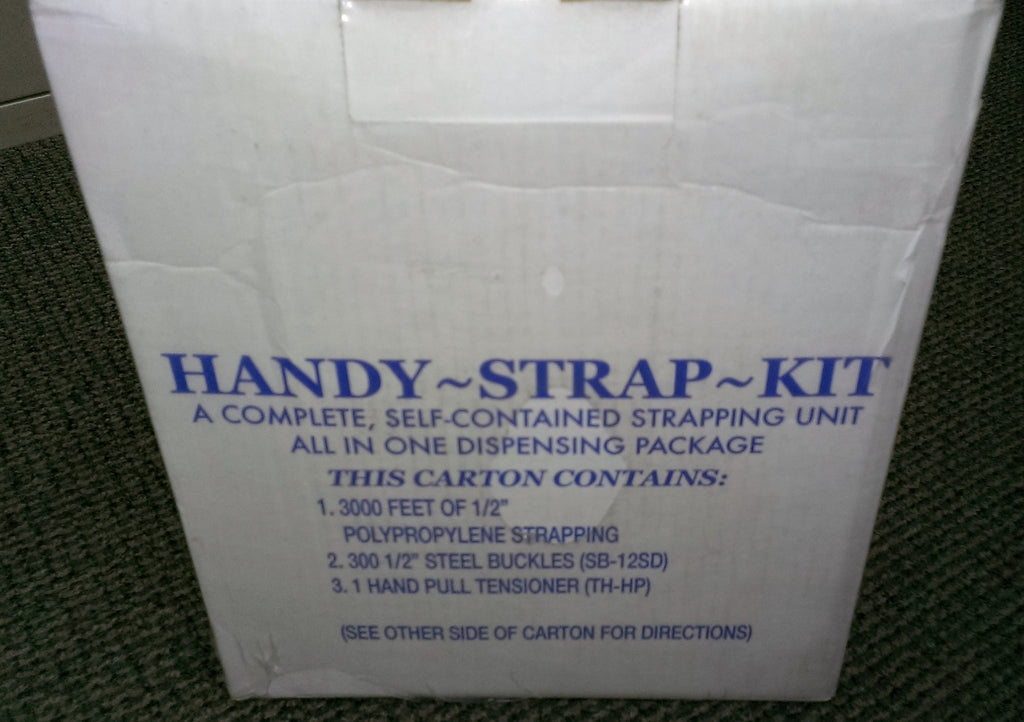 HANDY~STRAP~KIT
A COMPLETE, SELF-CONTAINED STRAPPING UNIT
ALL IN ONE DISPENSING PACKAGE
THIS CARTON CONTAINS:
1. 3000 FEET OF 1/2"
POLYPROPYLENE STRAPPING
2. 300 1/2" STEEL BUCKLES (SB-12SD)
3. 1 HAND PULL TENSIONER (TH-HP)
(SEE OTHER SIDE OF CARTON FOR DIRECTIONS)